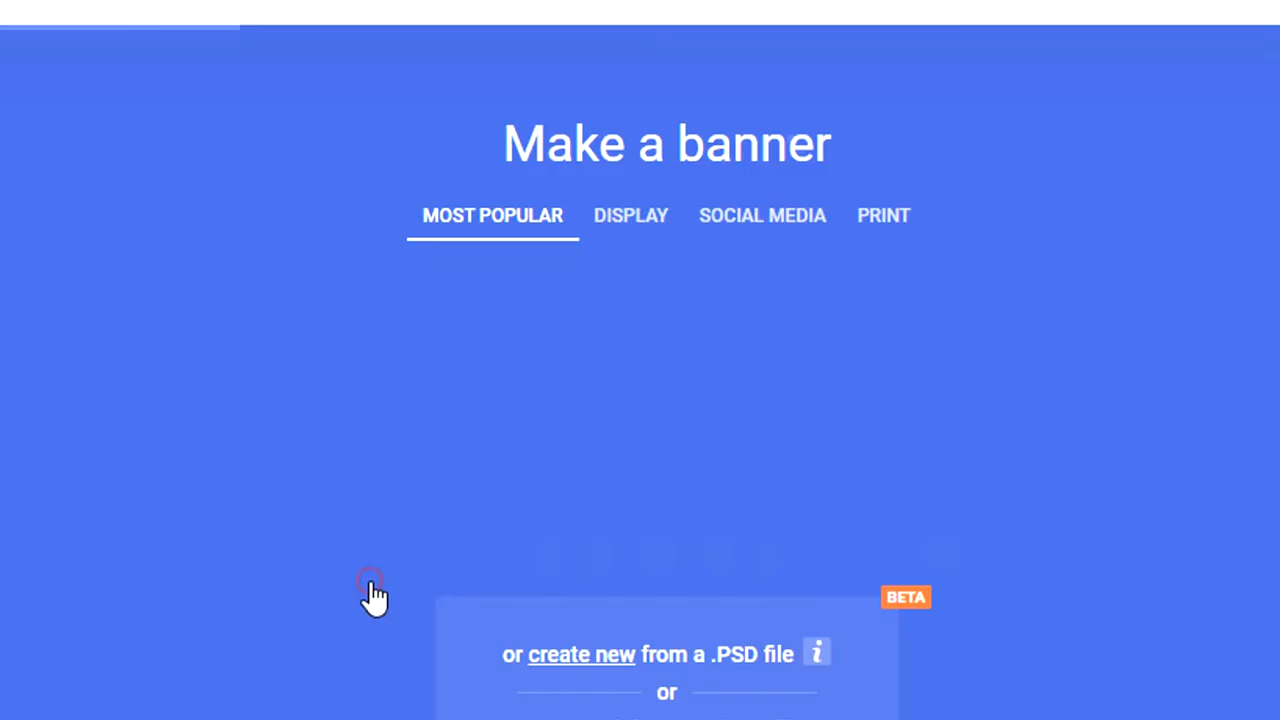 Make a banner
MOST POPULAR DISPLAY SOCIAL MEDIA PRINT
BETA
or create new from a .PSD file i
or